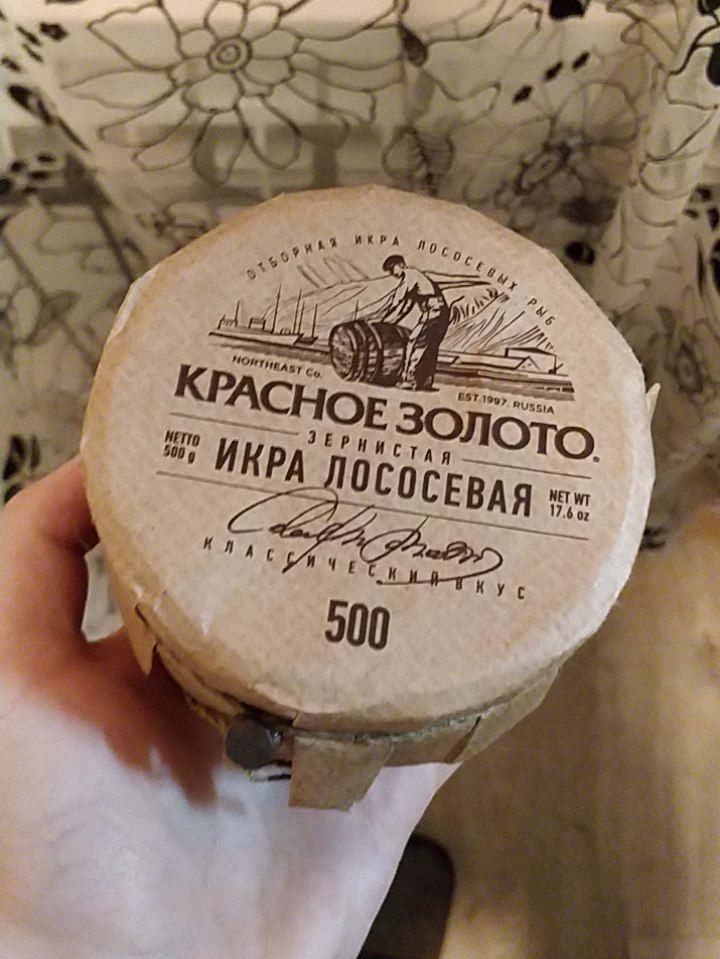 ОТБОРНАЯ ИКРА ЛОСОСЕВЫХ РЫБ
NORTHEAST Co.
EST.1997. RUSSIA
КРАСНОЕ ЗОЛОТО.
ЗЕРНИСТАЯ
НЕТТО
500 g
ИКРА ЛОСОСЕВАЯ
NET WT
17.6 oz
КЛАССИЧЕСКИЙ ВКУС
500